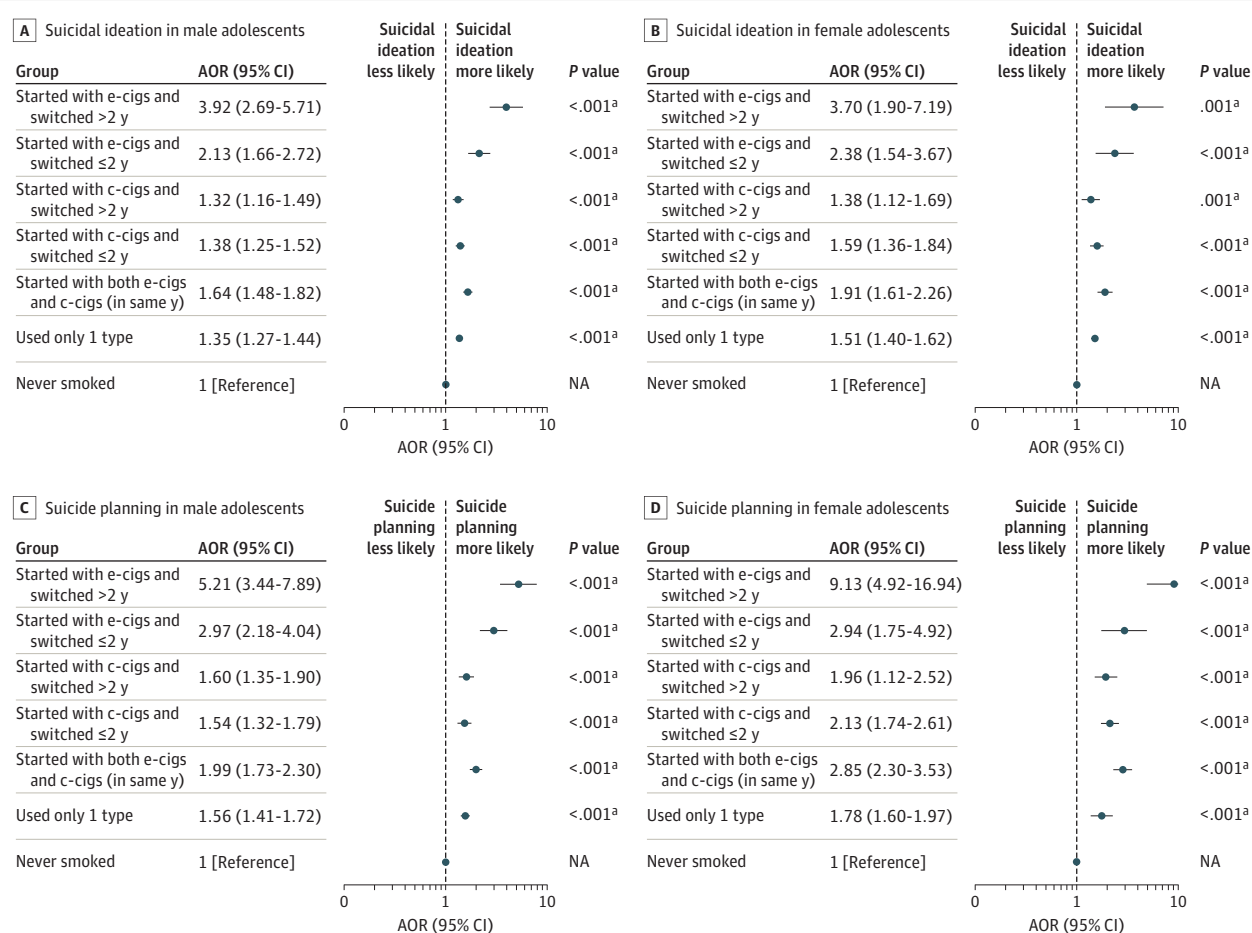 A Suicidal ideation in male adolescents
Suicidal ideation less likely
Suicidal ideation more likely
Group AOR (95% CI) P value
Started with e-cigs and
switched >2 y 3.92 (2.69-5.71) <.001a
Started with e-cigs and
switched ≤2 y 2.13 (1.66-2.72) <.001a
Started with c-cigs and
switched >2 y 1.32 (1.16-1.49) <.001a
Started with c-cigs and
switched ≤2 y 1.38 (1.25-1.52) <.001a
Started with both e-cigs
and c-cigs (in same y) 1.64 (1.48-1.82) <.001a
Used only 1 type 1.35 (1.27-1.44) <.001a
Never smoked 1 [Reference] NA
0 1 10
AOR (95% CI)
B Suicidal ideation in female adolescents
Suicidal ideation less likely
Suicidal ideation more likely
Group AOR (95% CI) P value
Started with e-cigs and
switched >2 y 3.70 (1.90-7.19) .001a
Started with e-cigs and
switched ≤2 y 2.38 (1.54-3.67) <.001a
Started with c-cigs and
switched >2 y 1.38 (1.12-1.69) .001a
Started with c-cigs and
switched ≤2 y 1.59 (1.36-1.84) <.001a
Started with both e-cigs
and c-cigs (in same y) 1.91 (1.61-2.26) <.001a
Used only 1 type 1.51 (1.40-1.62) <.001a
Never smoked 1 [Reference] NA
0 1 10
AOR (95% CI)
C Suicide planning in male adolescents
Suicide planning less likely
Suicide planning more likely
Group AOR (95% CI) P value
Started with e-cigs and
switched >2 y 5.21 (3.44-7.89) <.001a
Started with e-cigs and
switched ≤2 y 2.97 (2.18-4.04) <.001a
Started with c-cigs and
switched >2 y 1.60 (1.35-1.90) <.001a
Started with c-cigs and
switched ≤2 y 1.54 (1.32-1.79) <.001a
Started with both e-cigs
and c-cigs (in same y) 1.99 (1.73-2.30) <.001a
Used only 1 type 1.56 (1.41-1.72) <.001a
Never smoked 1 [Reference] NA
0 1 10
AOR (95% CI)
D Suicide planning in female adolescents
Suicide planning less likely
Suicide planning more likely
Group AOR (95% CI) P value
Started with e-cigs and
switched >2 y 9.13 (4.92-16.94) <.001a
Started with e-cigs and
switched ≤2 y 2.94 (1.75-4.92) <.001a
Started with c-cigs and
switched >2 y 1.96 (1.12-2.52) <.001a
Started with c-cigs and
switched ≤2 y 2.13 (1.74-2.61) <.001a
Started with both e-cigs
and c-cigs (in same y) 2.85 (2.30-3.53) <.001a
Used only 1 type 1.78 (1.60-1.97) <.001a
Never smoked 1 [Reference] NA
0 1 10
AOR (95% CI)